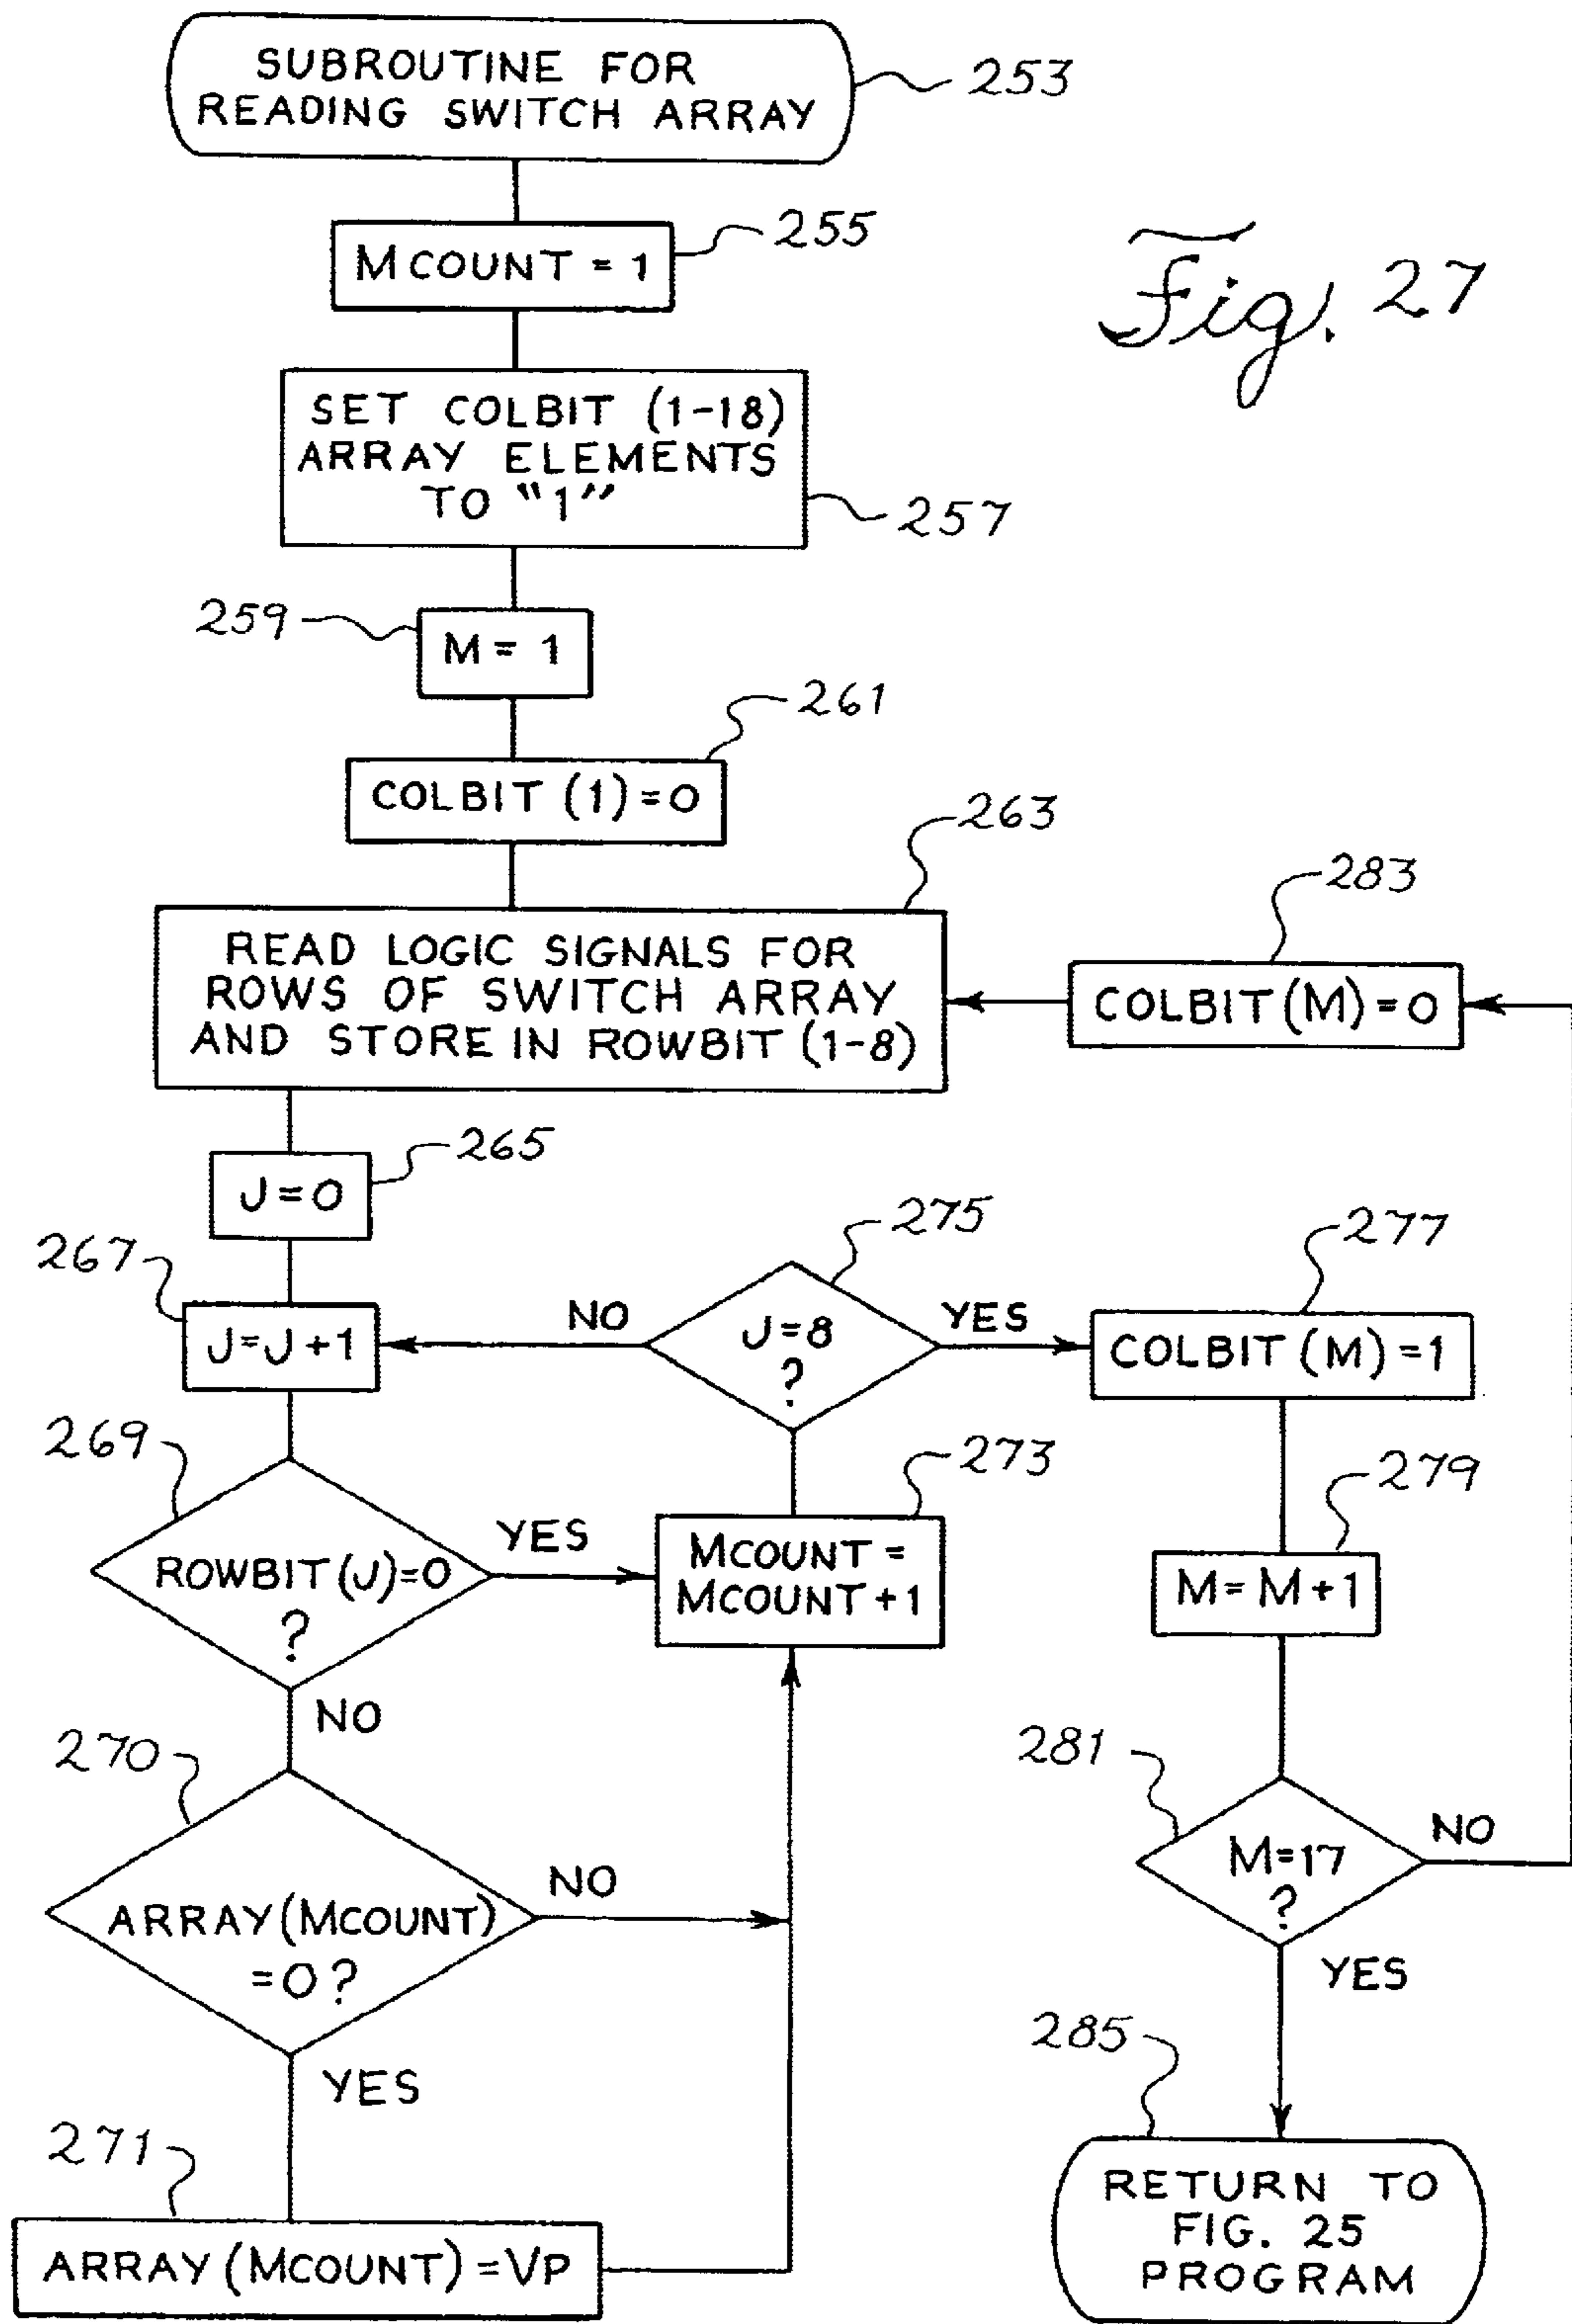 SUBROUTINE FOR
READING SWITCH ARRAY
253
MCOUNT = 1
255
Fig. 27
SET COLBIT (1-18)
ARRAY ELEMENTS
TO "1"
257
259
M = 1
261
COLBIT (1) = 0
263
READ LOGIC SIGNALS FOR
ROWS OF SWITCH ARRAY
AND STORE IN ROWBIT (1-8)
283
COLBIT (M) = 0
265
J = 0
267
J = J + 1
NO
275
J = 8
?
YES
277
COLBIT (M) = 1
269
ROWBIT (J) = 0
?
YES
273
MCOUNT =
MCOUNT + 1
279
M = M + 1
NO
270
ARRAY (MCOUNT)
= 0 ?
NO
281
M = 17
?
NO
YES
YES
271
ARRAY (MCOUNT) = VP
285
RETURN TO
FIG. 25
PROGRAM